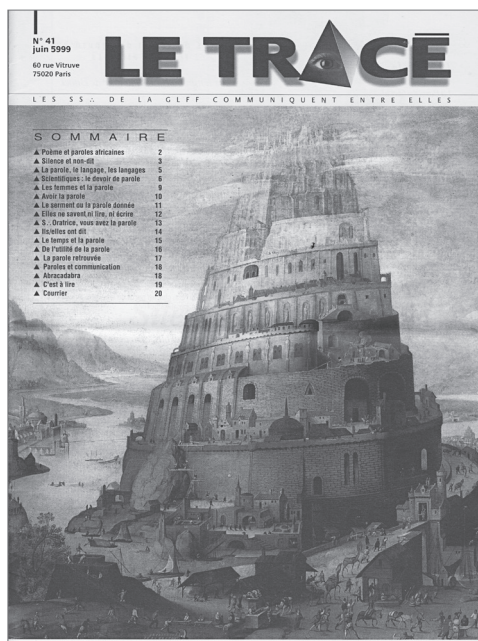 N° 41
juin 5999
60 rue Vitruve
75020 Paris
LE TRACÉ
LES SS∴ DE LA GLFF COMMUNIQUENT ENTRE ELLES
SOMMAIRE
▲ Poème et paroles africaines 2
▲ Silence et non-dit 3
▲ La parole, le langage, les langages 5
▲ Scientifiques : le devoir de parole 6
▲ Les femmes et la parole 9
▲ Avoir la parole 10
▲ Le serment ou la parole donnée 11
▲ Elles ne savent ni lire, ni écrire 12
▲ S∴ Oratrice, vous avez la parole 13
▲ Ils/elles ont dit 14
▲ Le temps et la parole 15
▲ De l'utilité de la parole 16
▲ La parole retrouvée 17
▲ Paroles et communication 18
▲ Abracadabra 18
▲ C'est à lire 19
▲ Courrier 20